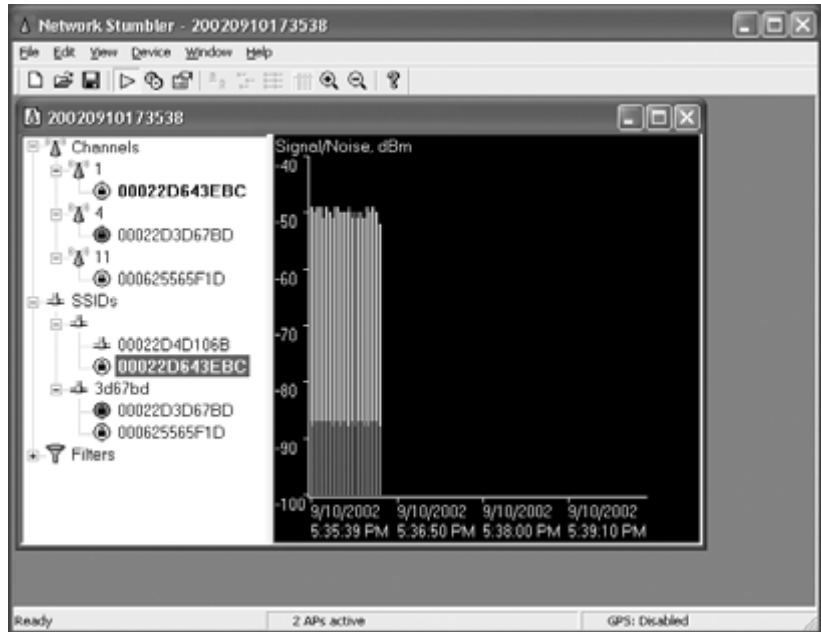 Network Stumbler - 20020910173538
File Edit View Device Window Help
20020910173538
Channels
1
00022D643EBC
4
00022D3D67BD
11
000625565F1D
SSIDs
00022D4D106B
00022D643EBC
3d67bd
00022D3D67BD
000625565F1D
Filters
Signal/Noise, dBm
-40
-50
-60
-70
-80
-90
-100
9/10/2002 9/10/2002 9/10/2002 9/10/2002
5:35:39 PM 5:36:50 PM 5:38:00 PM 5:39:10 PM
Ready 2 APs active GPS: Disabled